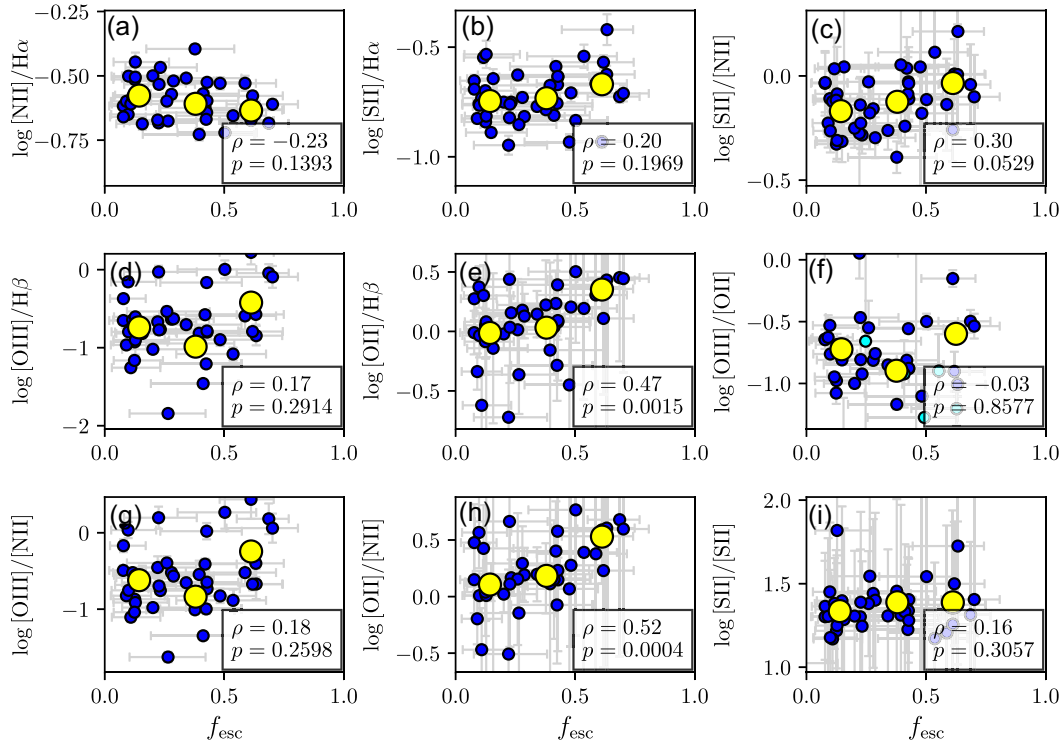 (a)
log [NII]/Hα
−0.25
−0.50
−0.75
ρ = −0.23
p = 0.1393
0.0 0.5 1.0
(b)
log [SII]/Hα
−0.5
−1.0
ρ = 0.20
p = 0.1969
0.0 0.5 1.0
(c)
log [SII]/[NII]
0.0
−0.5
ρ = 0.30
p = 0.0529
0.0 0.5 1.0
(d)
log [OIII]/Hβ
0
−1
−2
ρ = 0.17
p = 0.2914
0.0 0.5 1.0
(e)
log [OII]/Hβ
0.5
0.0
−0.5
ρ = 0.47
p = 0.0015
0.0 0.5 1.0
(f)
log [OIII]/[OII]
0.0
−0.5
−1.0
ρ = −0.03
p = 0.8577
0.0 0.5 1.0
(g)
log [OIII]/[NII]
0
−1
ρ = 0.18
p = 0.2598
0.0 0.5 1.0
f_esc
(h)
log [OII]/[NII]
0.5
0.0
−0.5
ρ = 0.52
p = 0.0004
0.0 0.5 1.0
f_esc
(i)
[SII]/[SII]
2.0
1.5
1.0
ρ = 0.16
p = 0.3057
0.0 0.5 1.0
f_esc